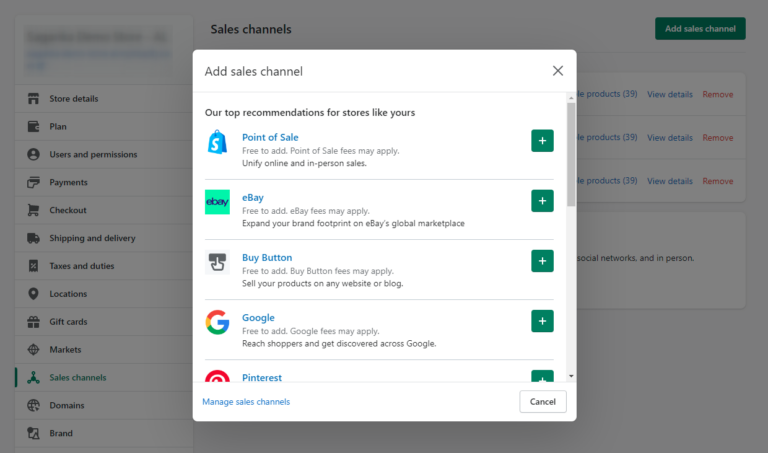 Sales channels
Add sales channel
Store details
Plan
Users and permissions
Payments
Checkout
Shipping and delivery
Taxes and duties
Locations
Gift cards
Markets
Sales channels
Domains
Brand
products (39) View details Remove
products (39) View details Remove
products (39) View details Remove
social networks, and in person.
Add sales channel
Our top recommendations for stores like yours
Point of Sale
Free to add. Point of Sale fees may apply.
Unify online and in-person sales.
ebay
eBay
Free to add. eBay fees may apply.
Expand your brand footprint on eBay's global marketplace
Buy Button
Free to add. Buy Button fees may apply.
Sell your products on any website or blog.
Google
Free to add. Google fees may apply.
Reach shoppers and get discovered across Google.
Pinterest
Manage sales channels
Cancel